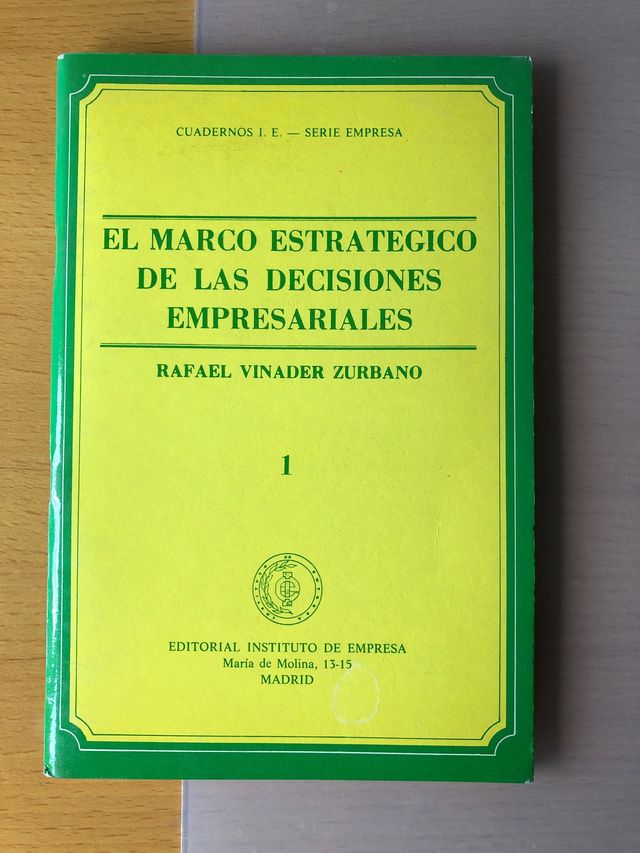 CUADERNOS I. E. — SERIE EMPRESA
EL MARCO ESTRATEGICO
DE LAS DECISIONES
EMPRESARIALES
RAFAEL VINADER ZURBANO
1
EDITORIAL INSTITUTO DE EMPRESA
María de Molina, 13-15
MADRID